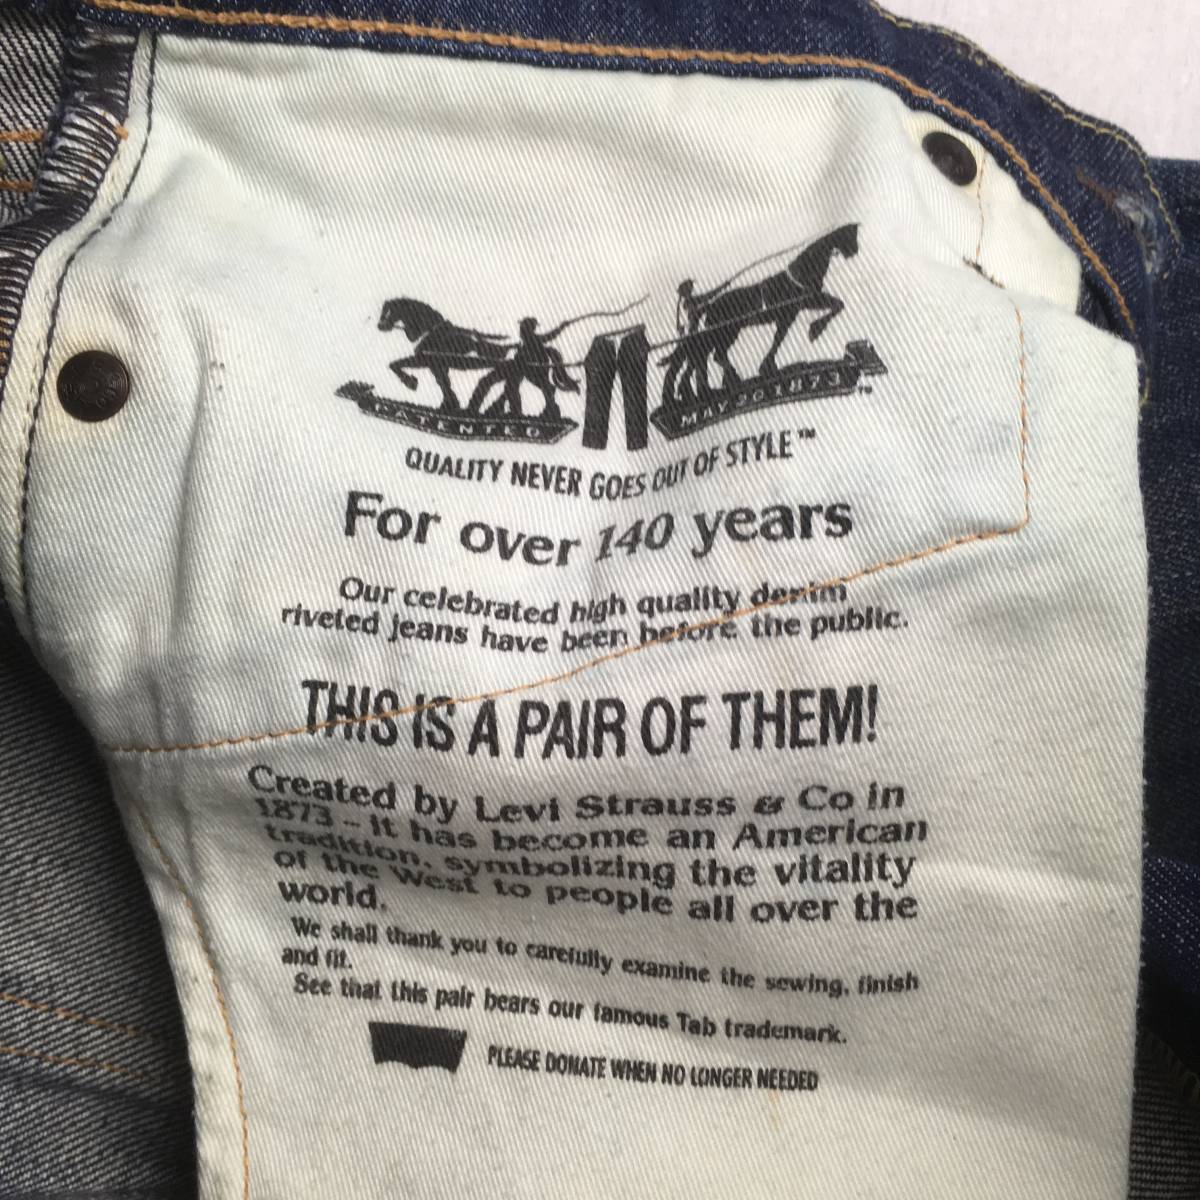 PATENTED
MAY 20 1873
QUALITY NEVER GOES OUT OF STYLE™
For over 140 years
Our celebrated high quality denim
riveted jeans have been before the public.
THIS IS A PAIR OF THEM!
Created by Levi Strauss & Co in
1873 - it has become an American
tradition, symbolizing the vitality
of the West to people all over the
world.
We shall thank you to carefully examine the sewing, finish
and fit.
See that this pair bears our famous Tab trademark.
PLEASE DONATE WHEN NO LONGER NEEDED